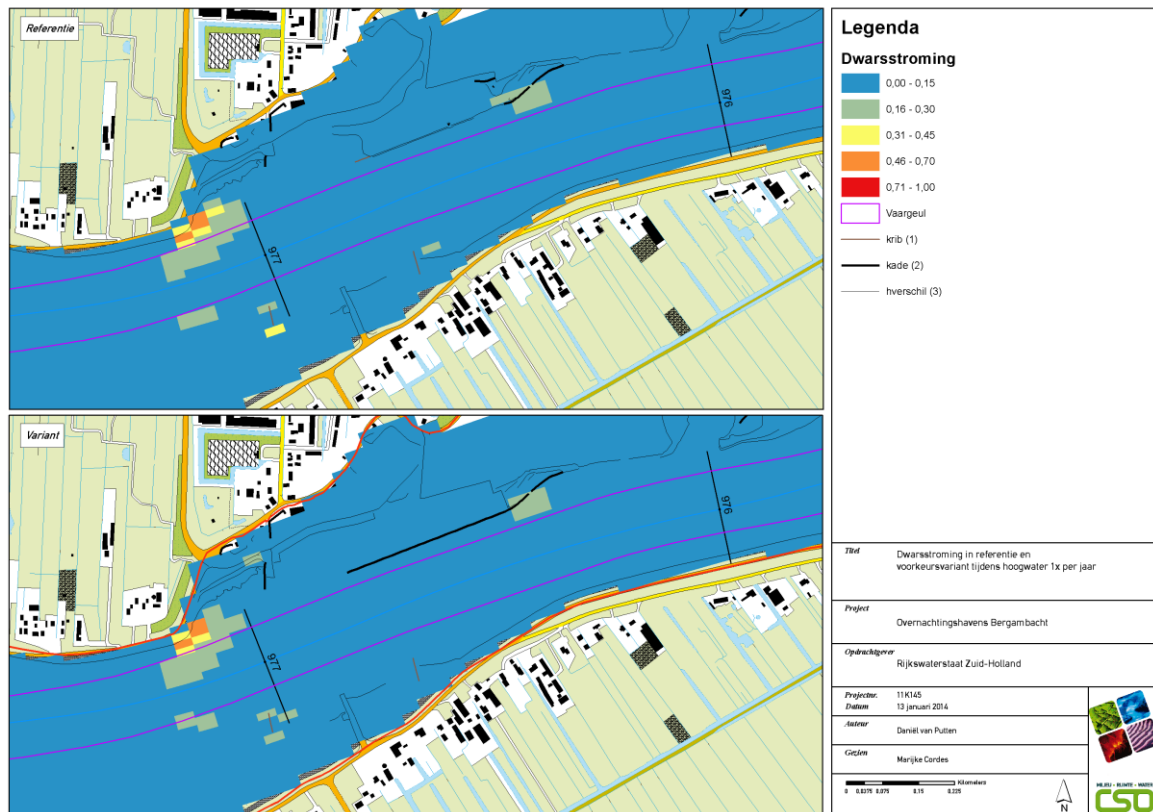 Referentie
976
977
Variant
976
977
Legenda
Dwarsstroming
0,00 - 0,15
0,16 - 0,30
0,31 - 0,45
0,46 - 0,70
0,71 - 1,00
Vaargeul
krib (1)
kade (2)
hverschil (3)
Titel Dwarsstroming in referentie en
voorkeursvariant tijdens hoogwater 1x per jaar
Project Overnachtingshavens Bergambacht
Opdrachtgever Rijkswaterstaat Zuid-Holland
Projectnr. 11K145
Datum 13 januari 2014
Auteur Daniël van Putten
Gezien Marijke Cordes
Kilometers
0 0,0375 0,075 0,15 0,225
N
MILIEU - RUIMTE - WATER
CSO